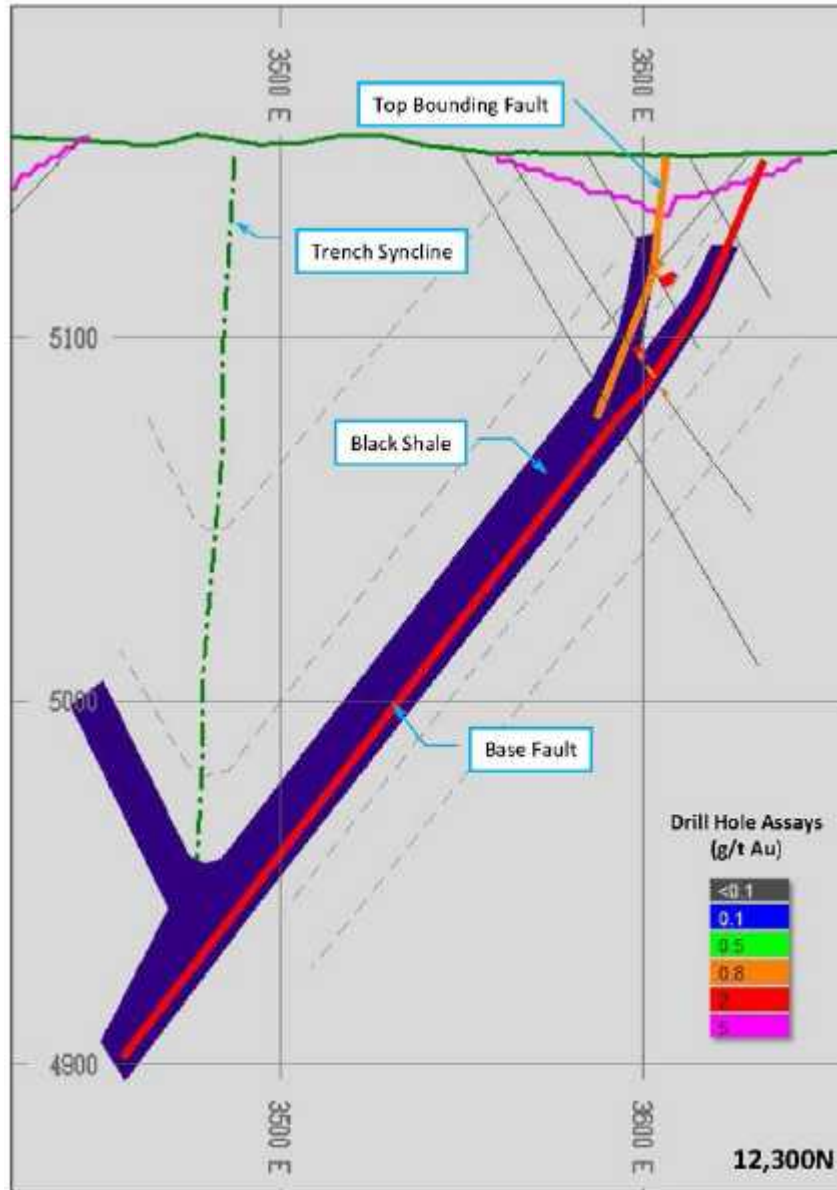 3500 E
3600 E
Top Bounding Fault
Trench Syncline
5100
Black Shale
5000
Base Fault
Drill Hole Assays
(g/t Au)
<0.1
0.1
0.5
0.8
2
5
4900
3500 E
3600 E
12,300N